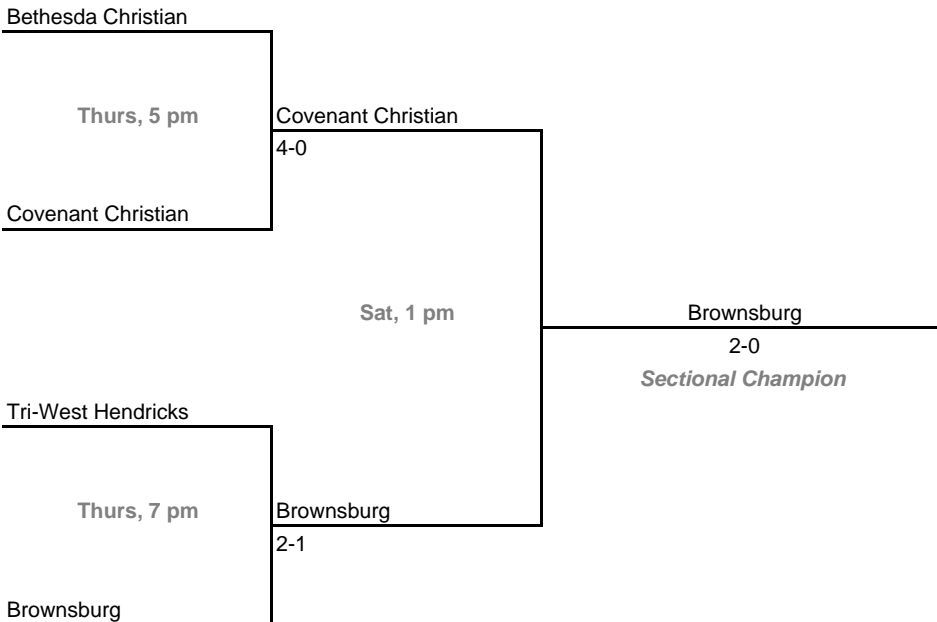 Bethesda Christian
Thurs, 5 pm
Covenant Christian
4-0
Covenant Christian
Sat, 1 pm
Brownsburg
2-0
Sectional Champion
Tri-West Hendricks
Thurs, 7 pm
Brownsburg
2-1
Brownsburg